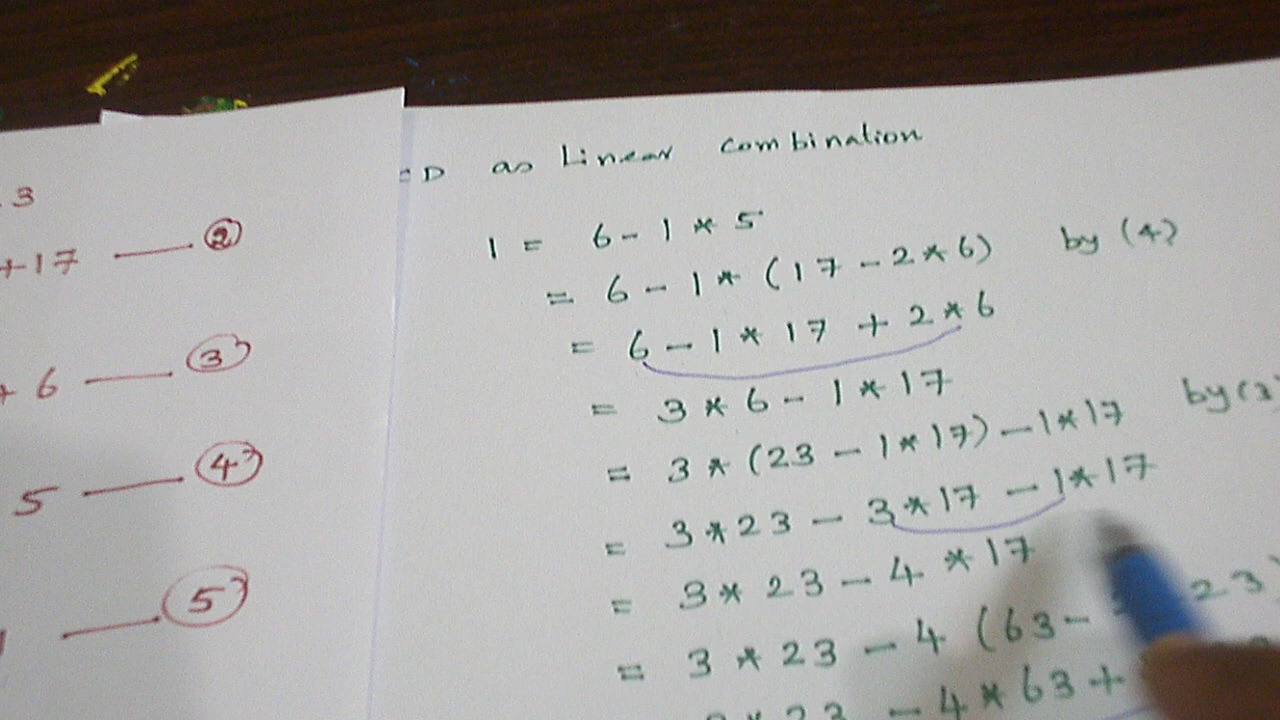 3
+17 — ②
+ 6 — ③
5 — ④
— ⑤
D as Linear Combination
1 = 6 - 1 * 5
= 6 - 1 * (17 - 2 * 6) by (4)
= 6 - 1 * 17 + 2 * 6
= 3 * 6 - 1 * 17
= 3 * (23 - 1 * 17) - 1 * 17 by (3
= 3 * 23 - 3 * 17 - 1 * 17
= 3 * 23 - 4 * 17
= 3 * 23 - 4 (63 - 23)
23 - 4 * 63 +